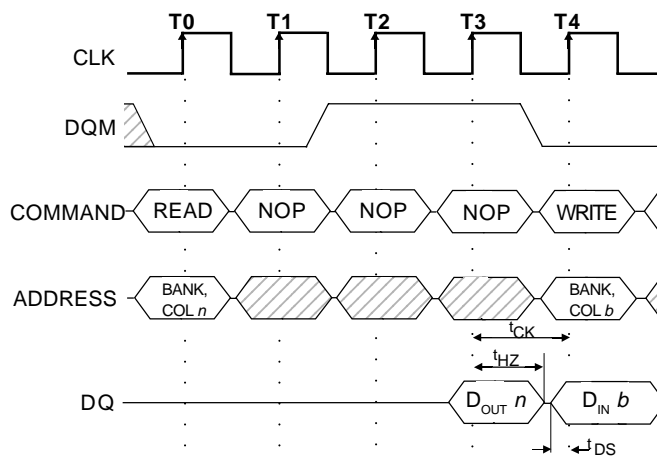 T0 T1 T2 T3 T4
CLK
DQM
COMMAND READ NOP NOP NOP WRITE
ADDRESS BANK, COL n BANK, COL b
tCK
tHZ
DQ DOUT n DIN b
tDS